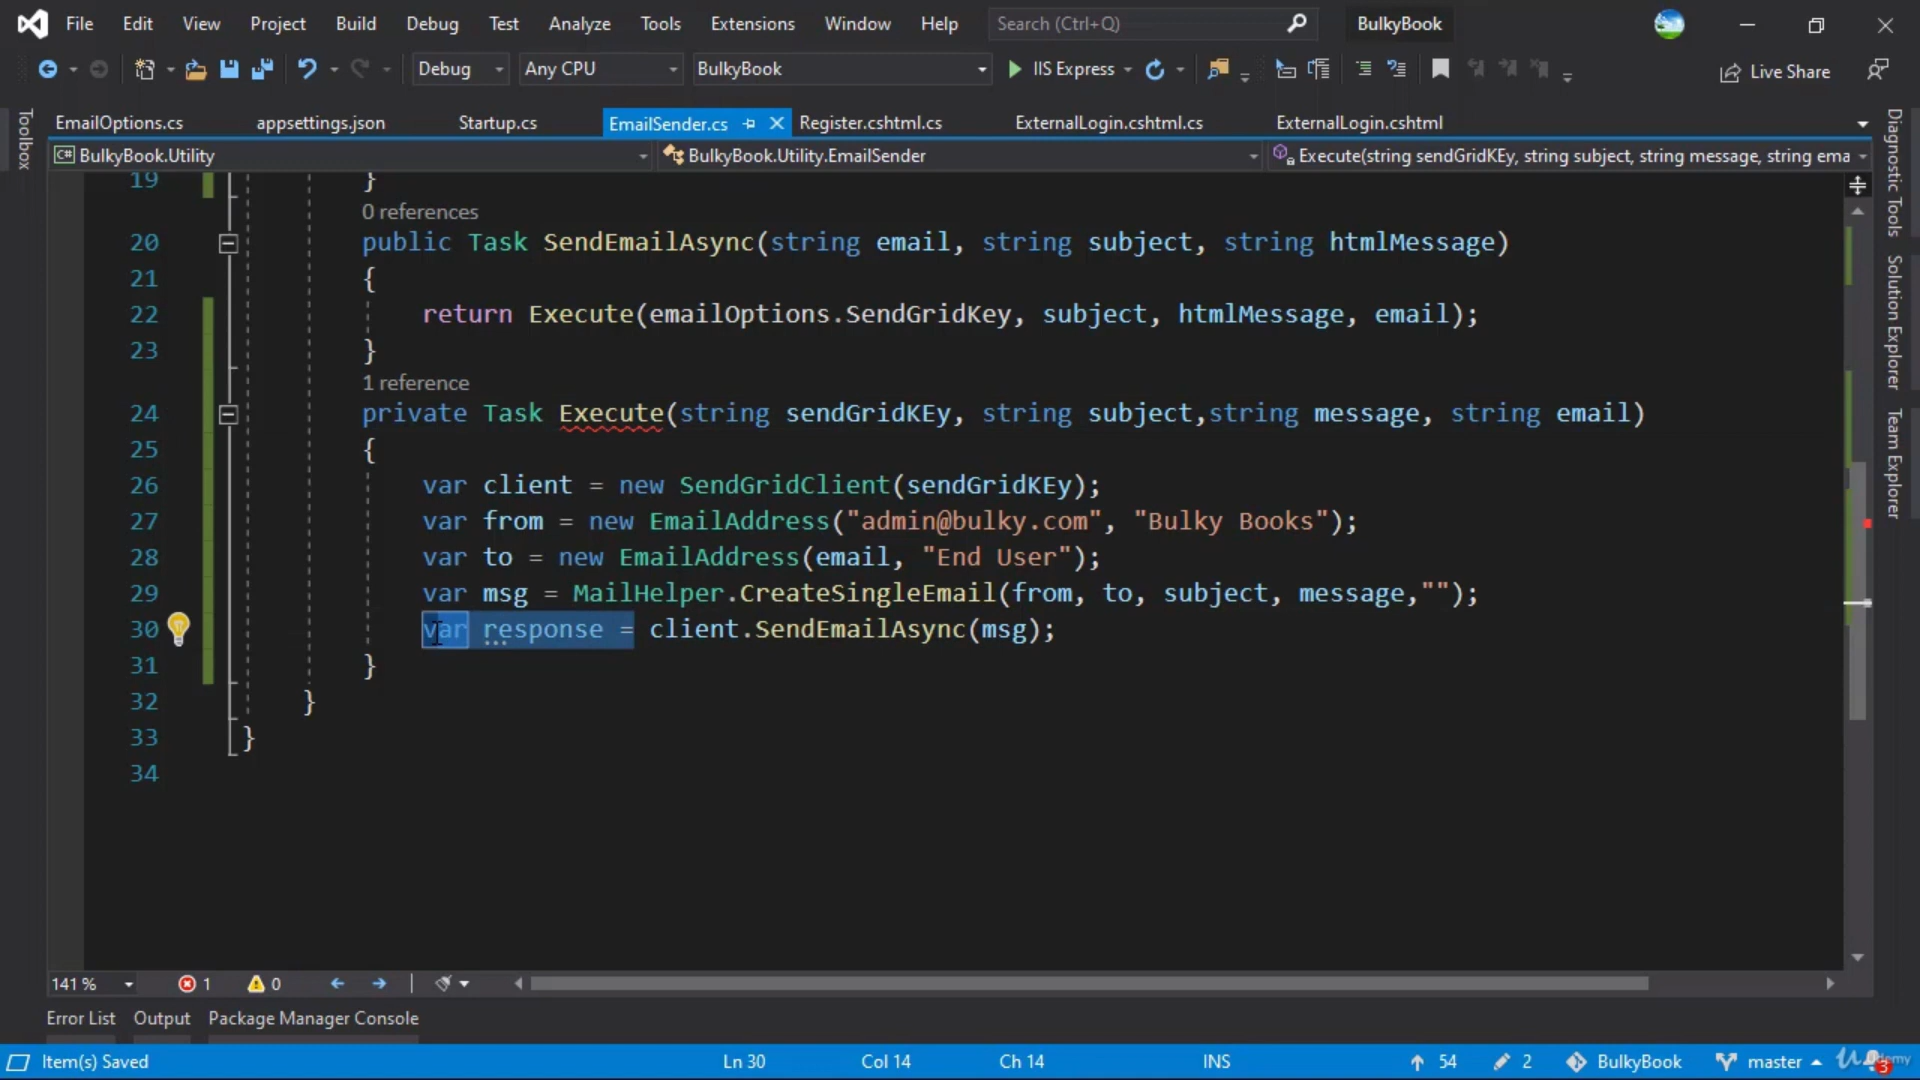 File Edit View Project Build Debug Test Analyze Tools Extensions Window Help Search (Ctrl+Q) BulkyBook
Debug Any CPU BulkyBook IIS Express Live Share
EmailOptions.cs appsettings.json Startup.cs EmailSender.cs Register.cshtml.cs ExternalLogin.cshtml.cs ExternalLogin.cshtml
C# BulkyBook.Utility BulkyBook.Utility.EmailSender Execute(string sendGridKEy, string subject, string message, string ema
Toolbox
Diagnostic Tools
Solution Explorer
Team Explorer
19 }
0 references
20 public Task SendEmailAsync(string email, string subject, string htmlMessage)
21 {
22 return Execute(emailOptions.SendGridKey, subject, htmlMessage, email);
23 }
1 reference
24 private Task Execute(string sendGridKEy, string subject,string message, string email)
25 {
26 var client = new SendGridClient(sendGridKEy);
27 var from = new EmailAddress("admin@bulky.com", "Bulky Books");
28 var to = new EmailAddress(email, "End User");
29 var msg = MailHelper.CreateSingleEmail(from, to, subject, message,"");
30 var response = client.SendEmailAsync(msg);
31 }
32 }
33 }
34
141 % 1 0
Error List Output Package Manager Console
Item(s) Saved Ln 30 Col 14 Ch 14 INS 54 2 BulkyBook master 3